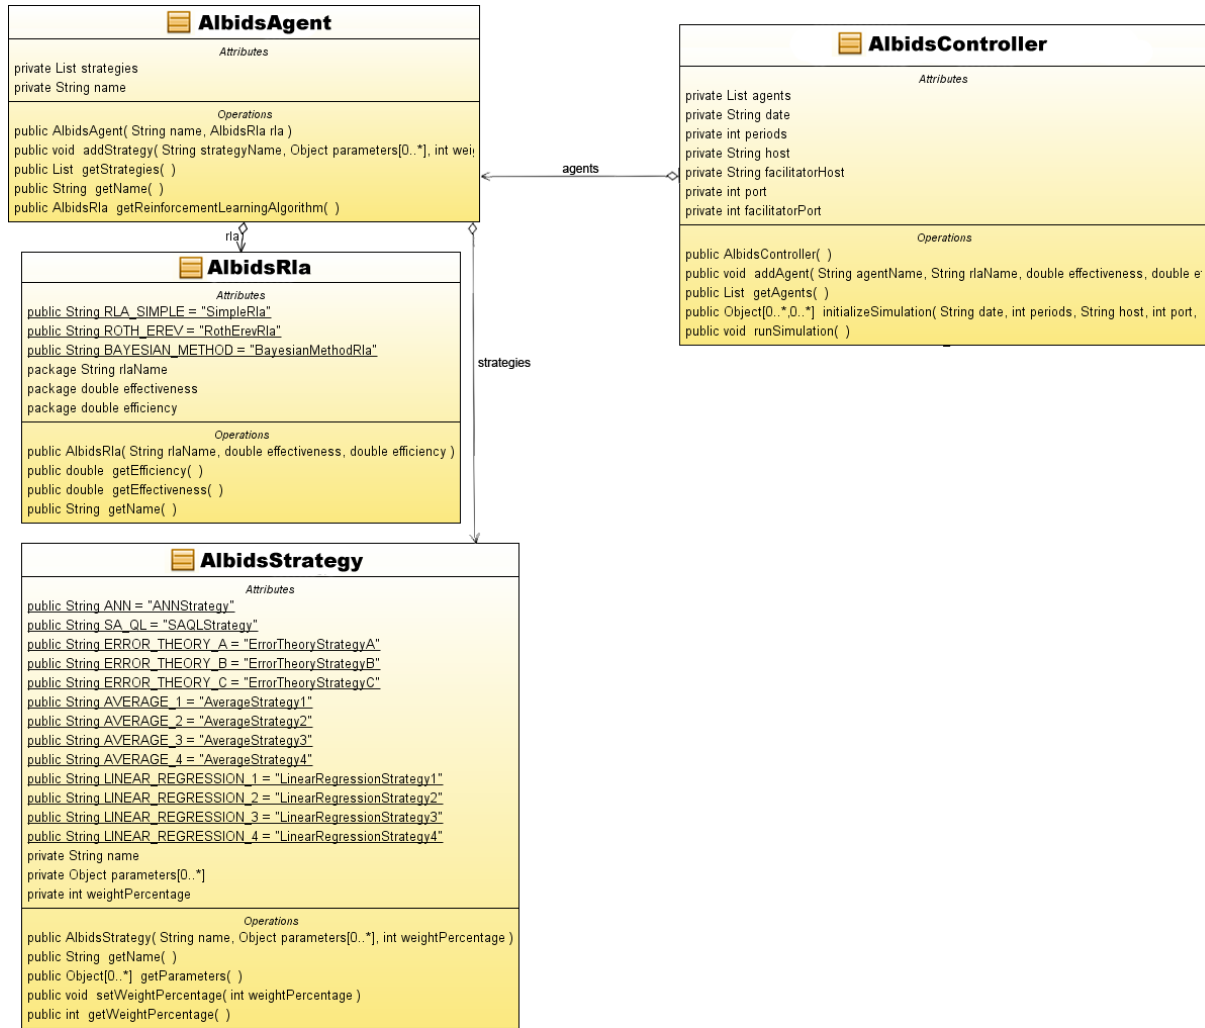 AlbidsAgent
Attributes
private List strategies
private String name
Operations
public AlbidsAgent( String name, AlbidsRla rla )
public void addStrategy( String strategyName, Object parameters[0..*], int
public List getStrategies( )
public String getName( )
public AlbidsRla getReinforcementLearningAlgorithm( )
AlbidsController
Attributes
private List agents
private String date
private int periods
private String host
private String facilitatorHost
private int port
private int facilitatorPort
Operations
public AlbidsController( )
public void addAgent( String agentName, String rlaName, double effectiveness, double
public List getAgents( )
public Object[0..*,0..*] initializeSimulation( String date, int periods, String host, int port,
public void runSimulation( )
agents
rla
AlbidsRla
Attributes
public String RLA_SIMPLE = "SimpleRla"
public String ROTH_EREV = "RothErevRla"
public String BAYESIAN_METHOD = "BayesianMethodRla"
package String rlaName
package double effectiveness
package double efficiency
Operations
public AlbidsRla( String rlaName, double effectiveness, double efficiency )
public double getEfficiency( )
public double getEffectiveness( )
public String getName( )
strategies
AlbidsStrategy
Attributes
public String ANN = "ANNStrategy"
public String SA_QL = "SAQLStrategy"
public String ERROR_THEORY_A = "ErrorTheoryStrategyA"
public String ERROR_THEORY_B = "ErrorTheoryStrategyB"
public String ERROR_THEORY_C = "ErrorTheoryStrategyC"
public String AVERAGE_1 = "AverageStrategy1"
public String AVERAGE_2 = "AverageStrategy2"
public String AVERAGE_3 = "AverageStrategy3"
public String AVERAGE_4 = "AverageStrategy4"
public String LINEAR_REGRESSION_1 = "LinearRegressionStrategy1"
public String LINEAR_REGRESSION_2 = "LinearRegressionStrategy2"
public String LINEAR_REGRESSION_3 = "LinearRegressionStrategy3"
public String LINEAR_REGRESSION_4 = "LinearRegressionStrategy4"
private String name
private Object parameters[0..*]
private int weightPercentage
Operations
public AlbidsStrategy( String name, Object parameters[0..*], int weightPercentage )
public String getName( )
public Object[0..*] getParameters( )
public void setWeightPercentage( int weightPercentage )
public int getWeightPercentage( )